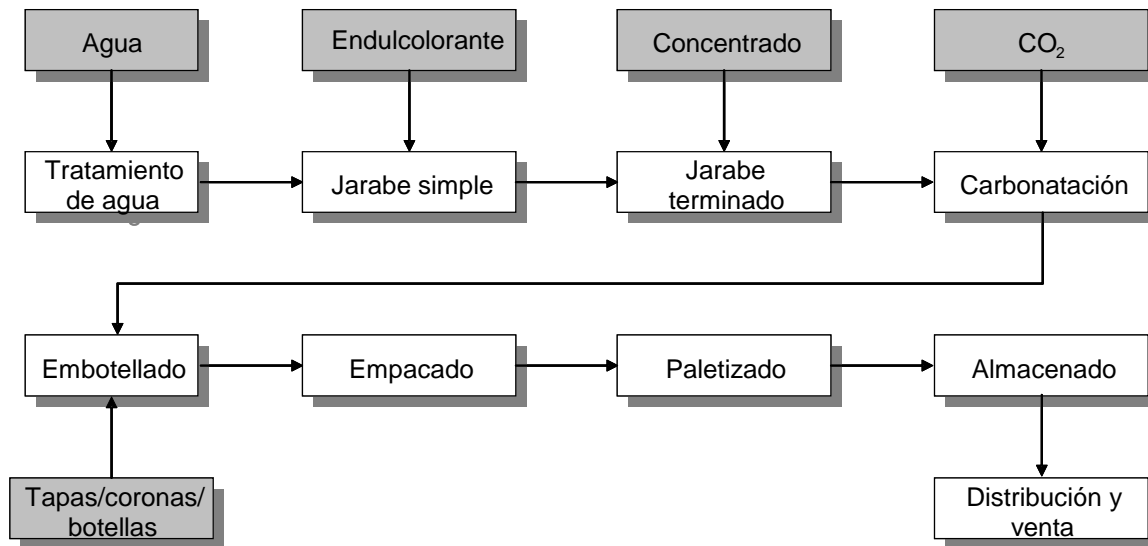 Agua
Endulcolorante
Concentrado
CO₂
Tratamiento
de agua
Jarabe simple
Jarabe
terminado
Carbonatación
Embotellado
Empacado
Paletizado
Almacenado
Tapas/coronas/
botellas
Distribución y
venta